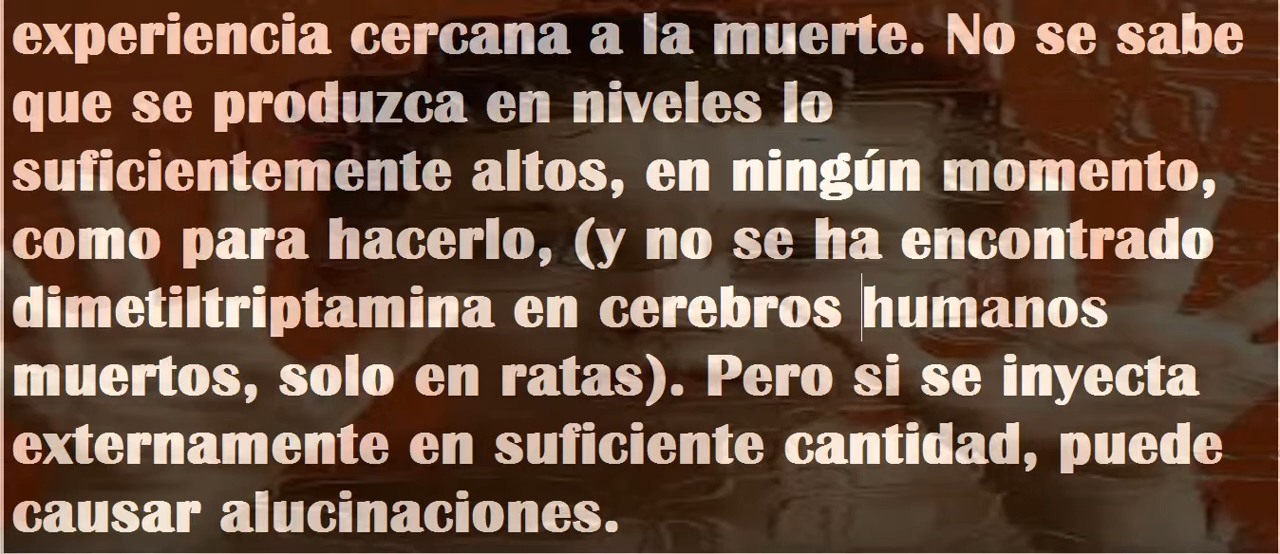 experiencia cercana a la muerte. No se sabe
que se produzca en niveles lo
suficientemente altos, en ningún momento,
como para hacerlo, (y no se ha encontrado
dimetiltriptamina en cerebros humanos
muertos, solo en ratas). Pero si se inyecta
externamente en suficiente cantidad, puede
causar alucinaciones.